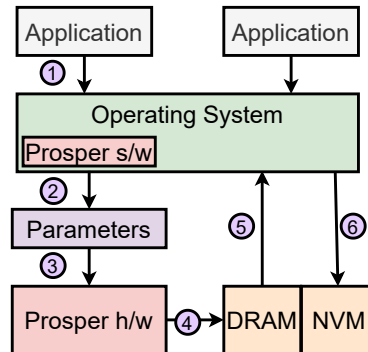 Application
Application
1
Operating System
Prosper s/w
2
5
6
Parameters
3
Prosper h/w
4
DRAM
NVM